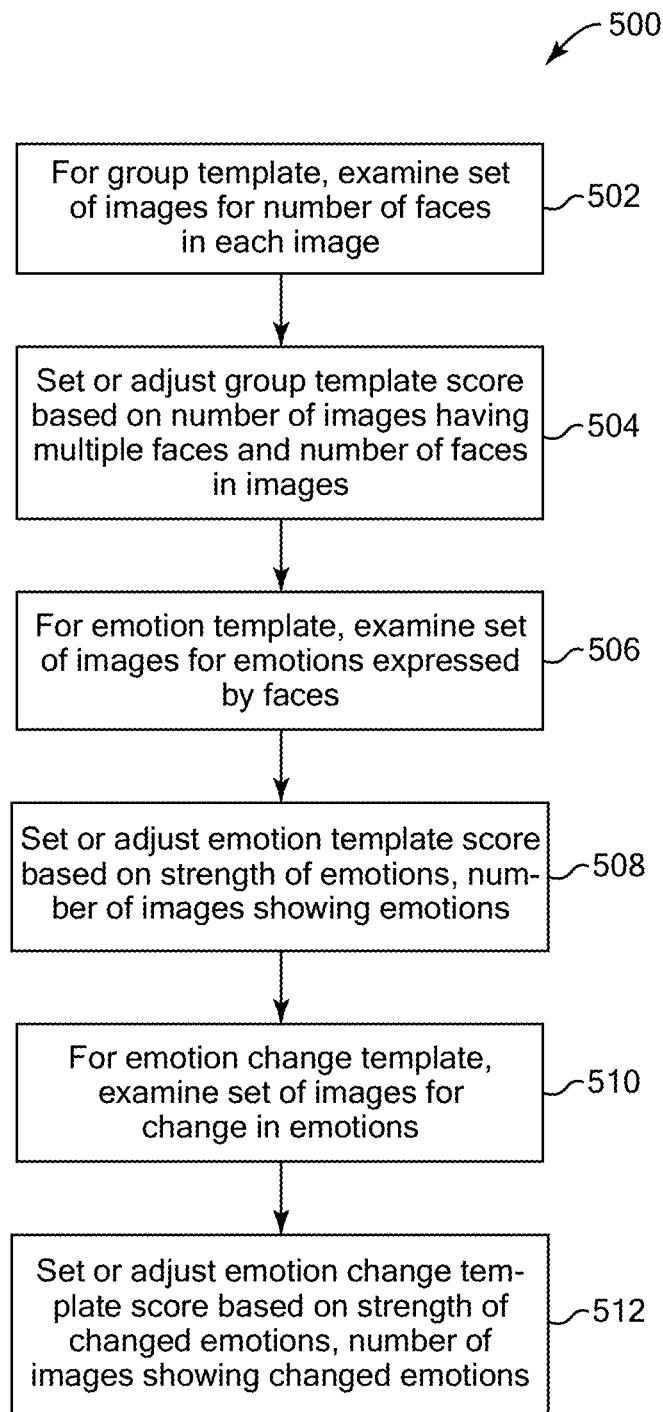 500
For group template, examine set
of images for number of faces
in each image
502
Set or adjust group template score
based on number of images having
multiple faces and number of faces
in images
504
For emotion template, examine set
of images for emotions expressed
by faces
506
Set or adjust emotion template score
based on strength of emotions, num-
ber of images showing emotions
508
For emotion change template,
examine set of images for
change in emotions
510
Set or adjust emotion change tem-
plate score based on strength of
changed emotions, number of
images showing changed emotions
512